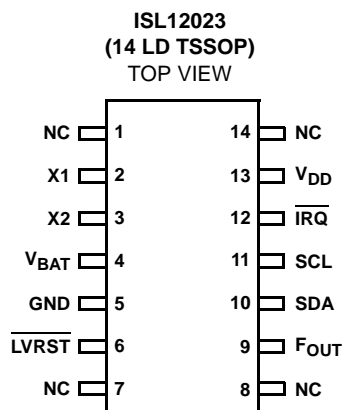 ISL12023
(14 LD TSSOP)
TOP VIEW
NC 1 14 NC
X1 2 13 VDD
X2 3 12 IRQ
VBAT 4 11 SCL
GND 5 10 SDA
LVRST 6 9 FOUT
NC 7 8 NC